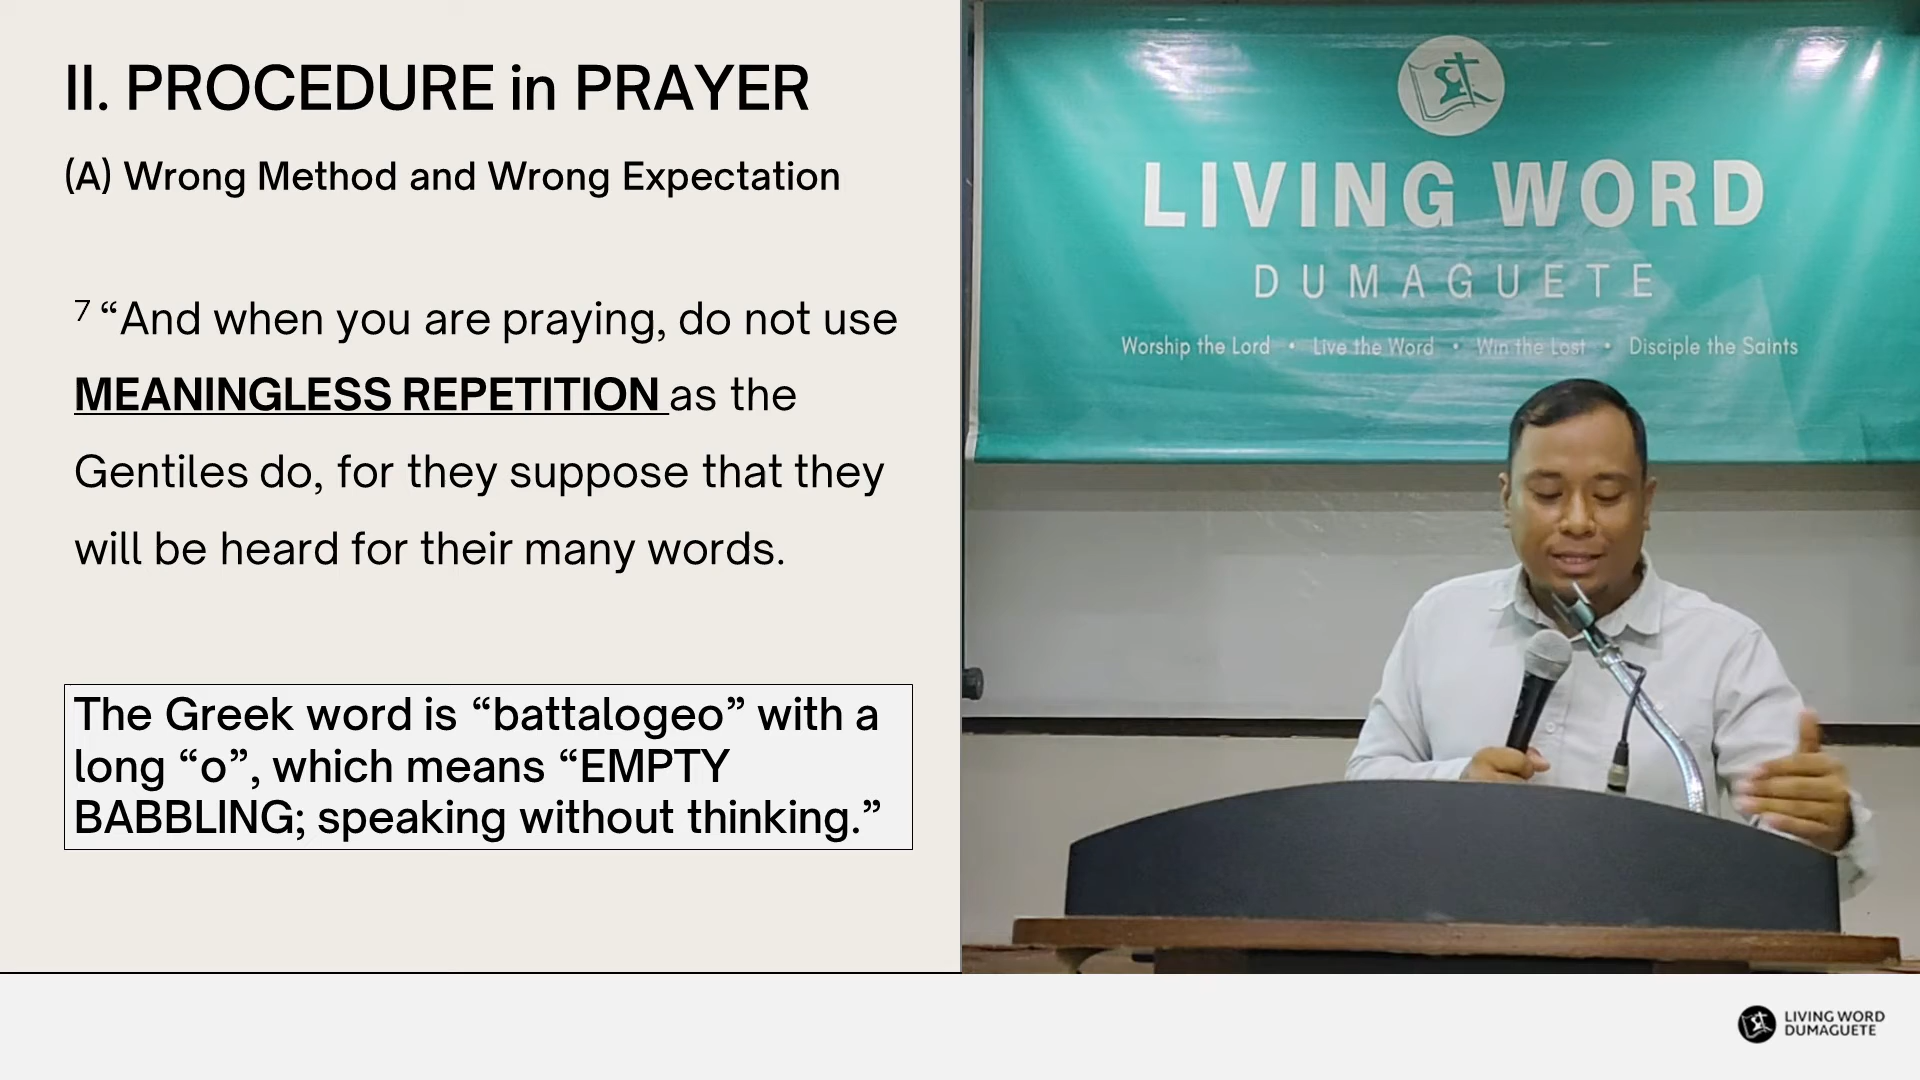 II. PROCEDURE in PRAYER
(A) Wrong Method and Wrong Expectation
7 “And when you are praying, do not use
MEANINGLESS REPETITION as the
Gentiles do, for they suppose that they
will be heard for their many words.
The Greek word is “battalogeo” with a
long “o”, which means “EMPTY
BABBLING; speaking without thinking.”
LIVING WORD
DUMAGUETE
Worship the Lord • Live the Word • Win the Lost • Disciple the Saints
LIVING WORD
DUMAGUETE